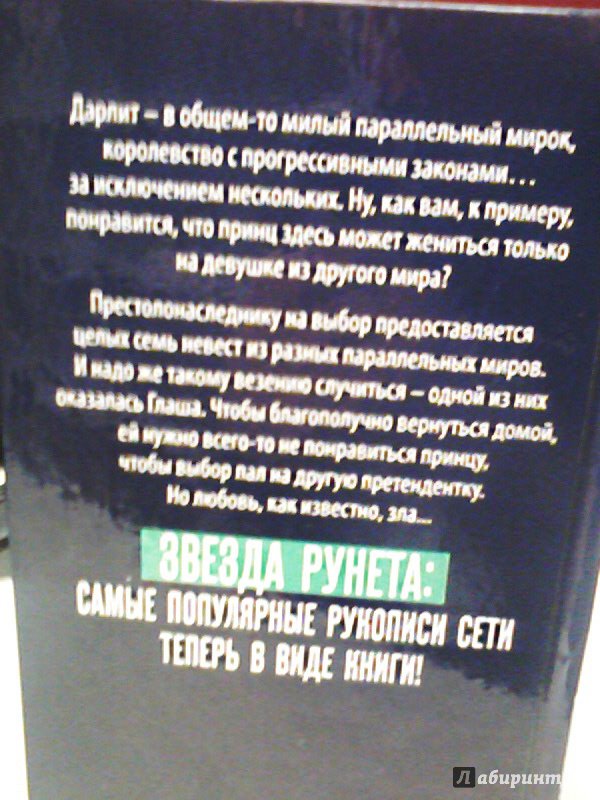 Дарлит – в общем-то милый параллельный мирок,
королевство с прогрессивными законами...
за исключением нескольких. Ну, как вам, к примеру,
понравится, что принц здесь может жениться только
на девушке из другого мира?
Престолонаследнику на выбор предоставляется
целых семь невест из разных параллельных миров.
И надо же такому везению случиться – одной из них
оказалась Глаша. Чтобы благополучно вернуться домой,
ей нужно всего-то не понравиться принцу,
чтобы выбор пал на другую претендентку.
Но любовь, как известно, зла...
ЗВЕЗДА РУНЕТА:
САМЫЕ ПОПУЛЯРНЫЕ РУКОПИСИ СЕТИ
ТЕПЕРЬ В ВИДЕ КНИГИ!
Лабиринт